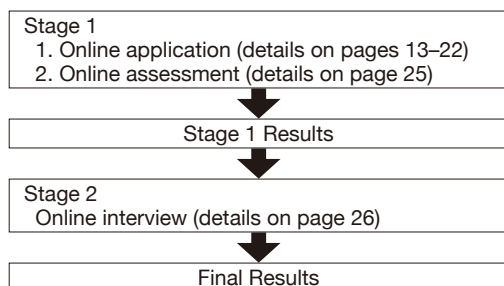 Stage 1
1. Online application (details on pages 13–22)
2. Online assessment (details on page 25)
Stage 1 Results
Stage 2
Online interview (details on page 26)
Final Results